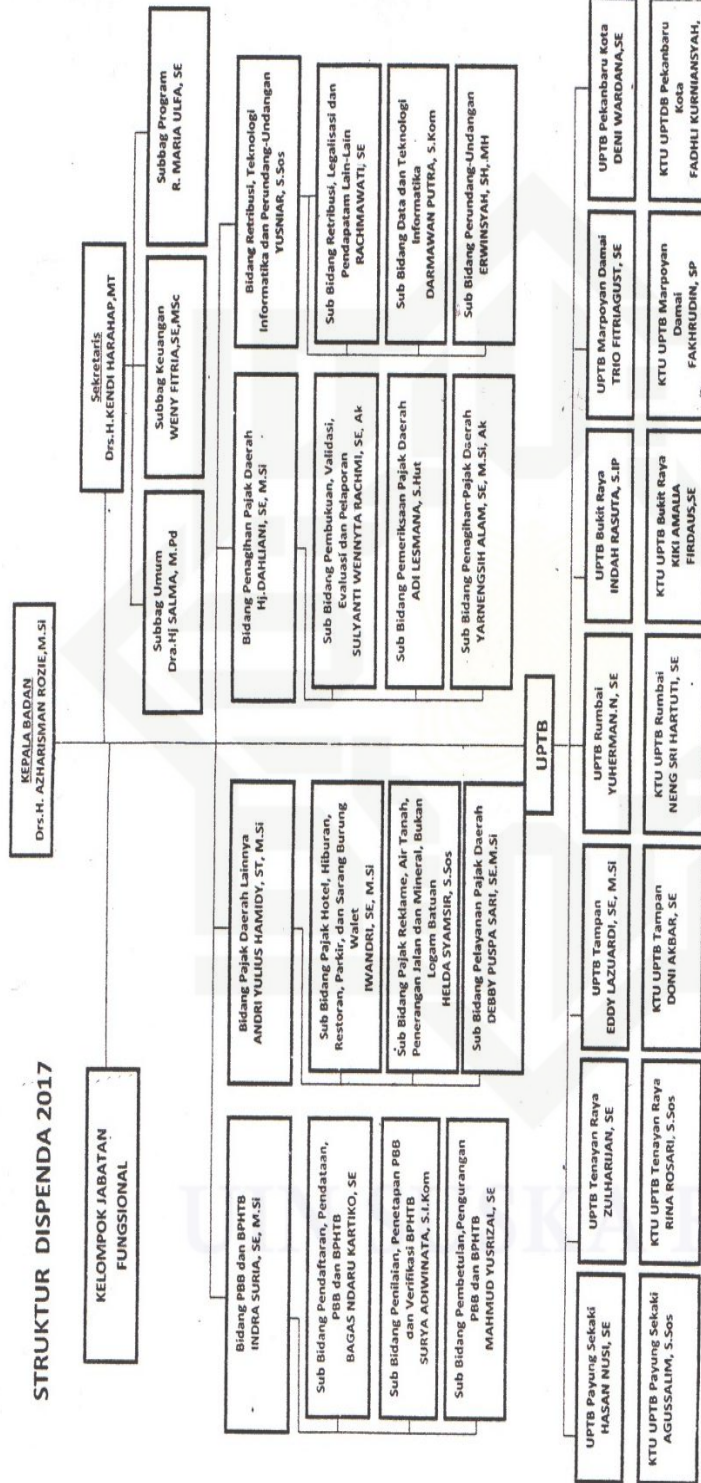 STRUKTUR DISPENDA 2017
KEPALA BADAN
Drs.H. AZHARISMAN ROZIE,M.Si
KELOMPOK JABATAN
FUNGSIONAL
Sekretaris
Drs.H.KENDI HARAHAP,MT
Subbag Umum
Dra.Hj SALMA, M.Pd
Subbag Keuangan
WENY FITRIA,SE,MSc
Subbag Program
R. MARIA ULFA, SE
Bidang PBB dan BPHTB
INDRA SURIA, SE, M.Si
Sub Bidang Pendaftaran, Pendataan,
PBB dan BPHTB
BAGAS NDARU KARTIKO, SE
Sub Bidang Penilaian, Penetapan PBB
dan Verifikasi BPHTB
SURYA ADIWINATA, S.I.Kom
Sub Bidang Pembetulan,Pengurangan
PBB dan BPHTB
MAHMUD YUSRIZAL, SE
Bidang Pajak Daerah Lainnya
ANDRI YULIUS HAMIDY, ST, M.Si
Sub Bidang Pajak Hotel, Hiburan,
Restoran, Parkir, dan Sarang Burung
Walet
IWANDRI, SE, M.Si
Sub Bidang Pajak Reklame, Air Tanah,
Penerangan Jalan dan Mineral, Bukan
Logam Batuan
HELDA SYAMSIR, S.Sos
Sub Bidang Pelayanan Pajak Daerah
DEBBY PUSPA SARI, SE.M.Si
Bidang Penagihan Pajak Daerah
Hj.DAHLIANI, SE, M.Si
Sub Bidang Pembukuan, Validasi,
Evaluasi dan Pelaporan
SULYANTI WENNYTA RACHMI, SE, Ak
Sub Bidang Pemeriksaan Pajak Daerah
ADI LESMANA, S.Hut
Sub Bidang Penagihan Pajak Daerah
YARNENGSIH ALAM, SE, M.Si, Ak
Bidang Retribusi, Teknologi
Informatika dan Perundang-Undangan
YUSNIAR, S.Sos
Sub Bidang Retribusi, Legalisasi dan
Pendapatam Lain-Lain
RACHMAWATI, SE
Sub Bidang Data dan Teknologi
Informatika
DARMAWAN PUTRA, S.Kom
Sub Bidang Perundang-Undangan
ERWINSYAH, SH,.MH
UPTB
UPTB Payung Sekaki
HASAN NUSI, SE
UPTB Tenayan Raya
ZULHARIJAN, SE
UPTB Tampan
EDDY LAZUARDI, SE, M.Si
UPTB Rumbai
YUHERMAN.N, SE
UPTB Bukit Raya
INDAH RASUTA, S.IP
UPTB Marpoyan Damai
TRIO FITRIAGUST, SE
UPTB Pekanbaru Kota
DENI WARDANA,SE
KTU UPTB Payung Sekaki
AGUSSALIM, S.Sos
KTU UPTB Tenayan Raya
RINA ROSARI, S.Sos
KTU UPTB Tampan
DONI AKBAR, SE
KTU UPTB Rumbai
NENG SRI HARTUTI, SE
KTU UPTB Bukit Raya
KIKI AMALIA
FIRDAUS,SE
KTU UPTB Marpoyan
Damai
FAKHRUDIN, SP
KTU UPTDB Pekanbaru
Kota
FADHLI KURNIANSYAH,